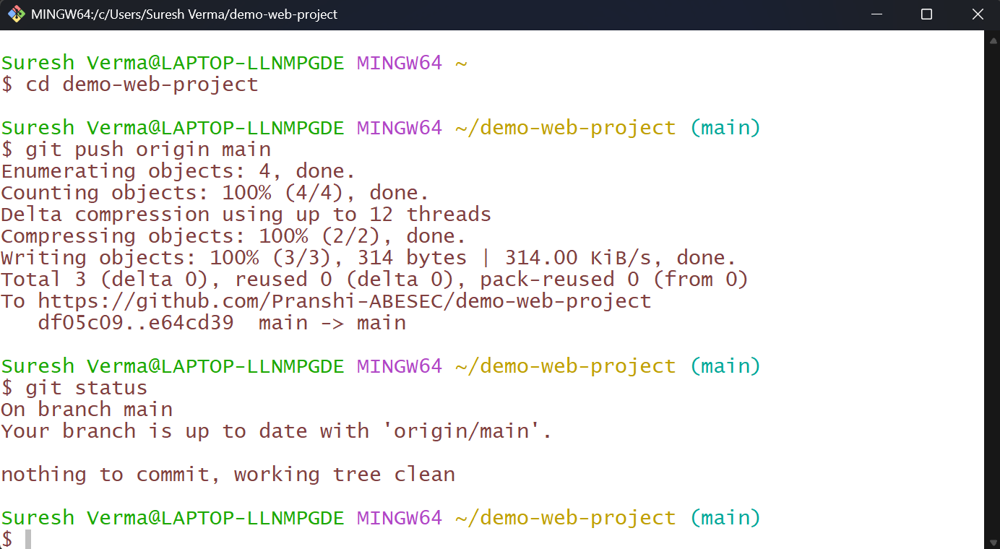 MINGW64:/c/Users/Suresh Verma/demo-web-project
Suresh Verma@LAPTOP-LLNMPGDE MINGW64 ~
$ cd demo-web-project
Suresh Verma@LAPTOP-LLNMPGDE MINGW64 ~/demo-web-project (main)
$ git push origin main
Enumerating objects: 4, done.
Counting objects: 100% (4/4), done.
Delta compression using up to 12 threads
Compressing objects: 100% (2/2), done.
Writing objects: 100% (3/3), 314 bytes | 314.00 KiB/s, done.
Total 3 (delta 0), reused 0 (delta 0), pack-reused 0 (from 0)
To https://github.com/Pranshi-ABESEC/demo-web-project
   df05c09..e64cd39  main -> main
Suresh Verma@LAPTOP-LLNMPGDE MINGW64 ~/demo-web-project (main)
$ git status
On branch main
Your branch is up to date with 'origin/main'.
nothing to commit, working tree clean
Suresh Verma@LAPTOP-LLNMPGDE MINGW64 ~/demo-web-project (main)
$